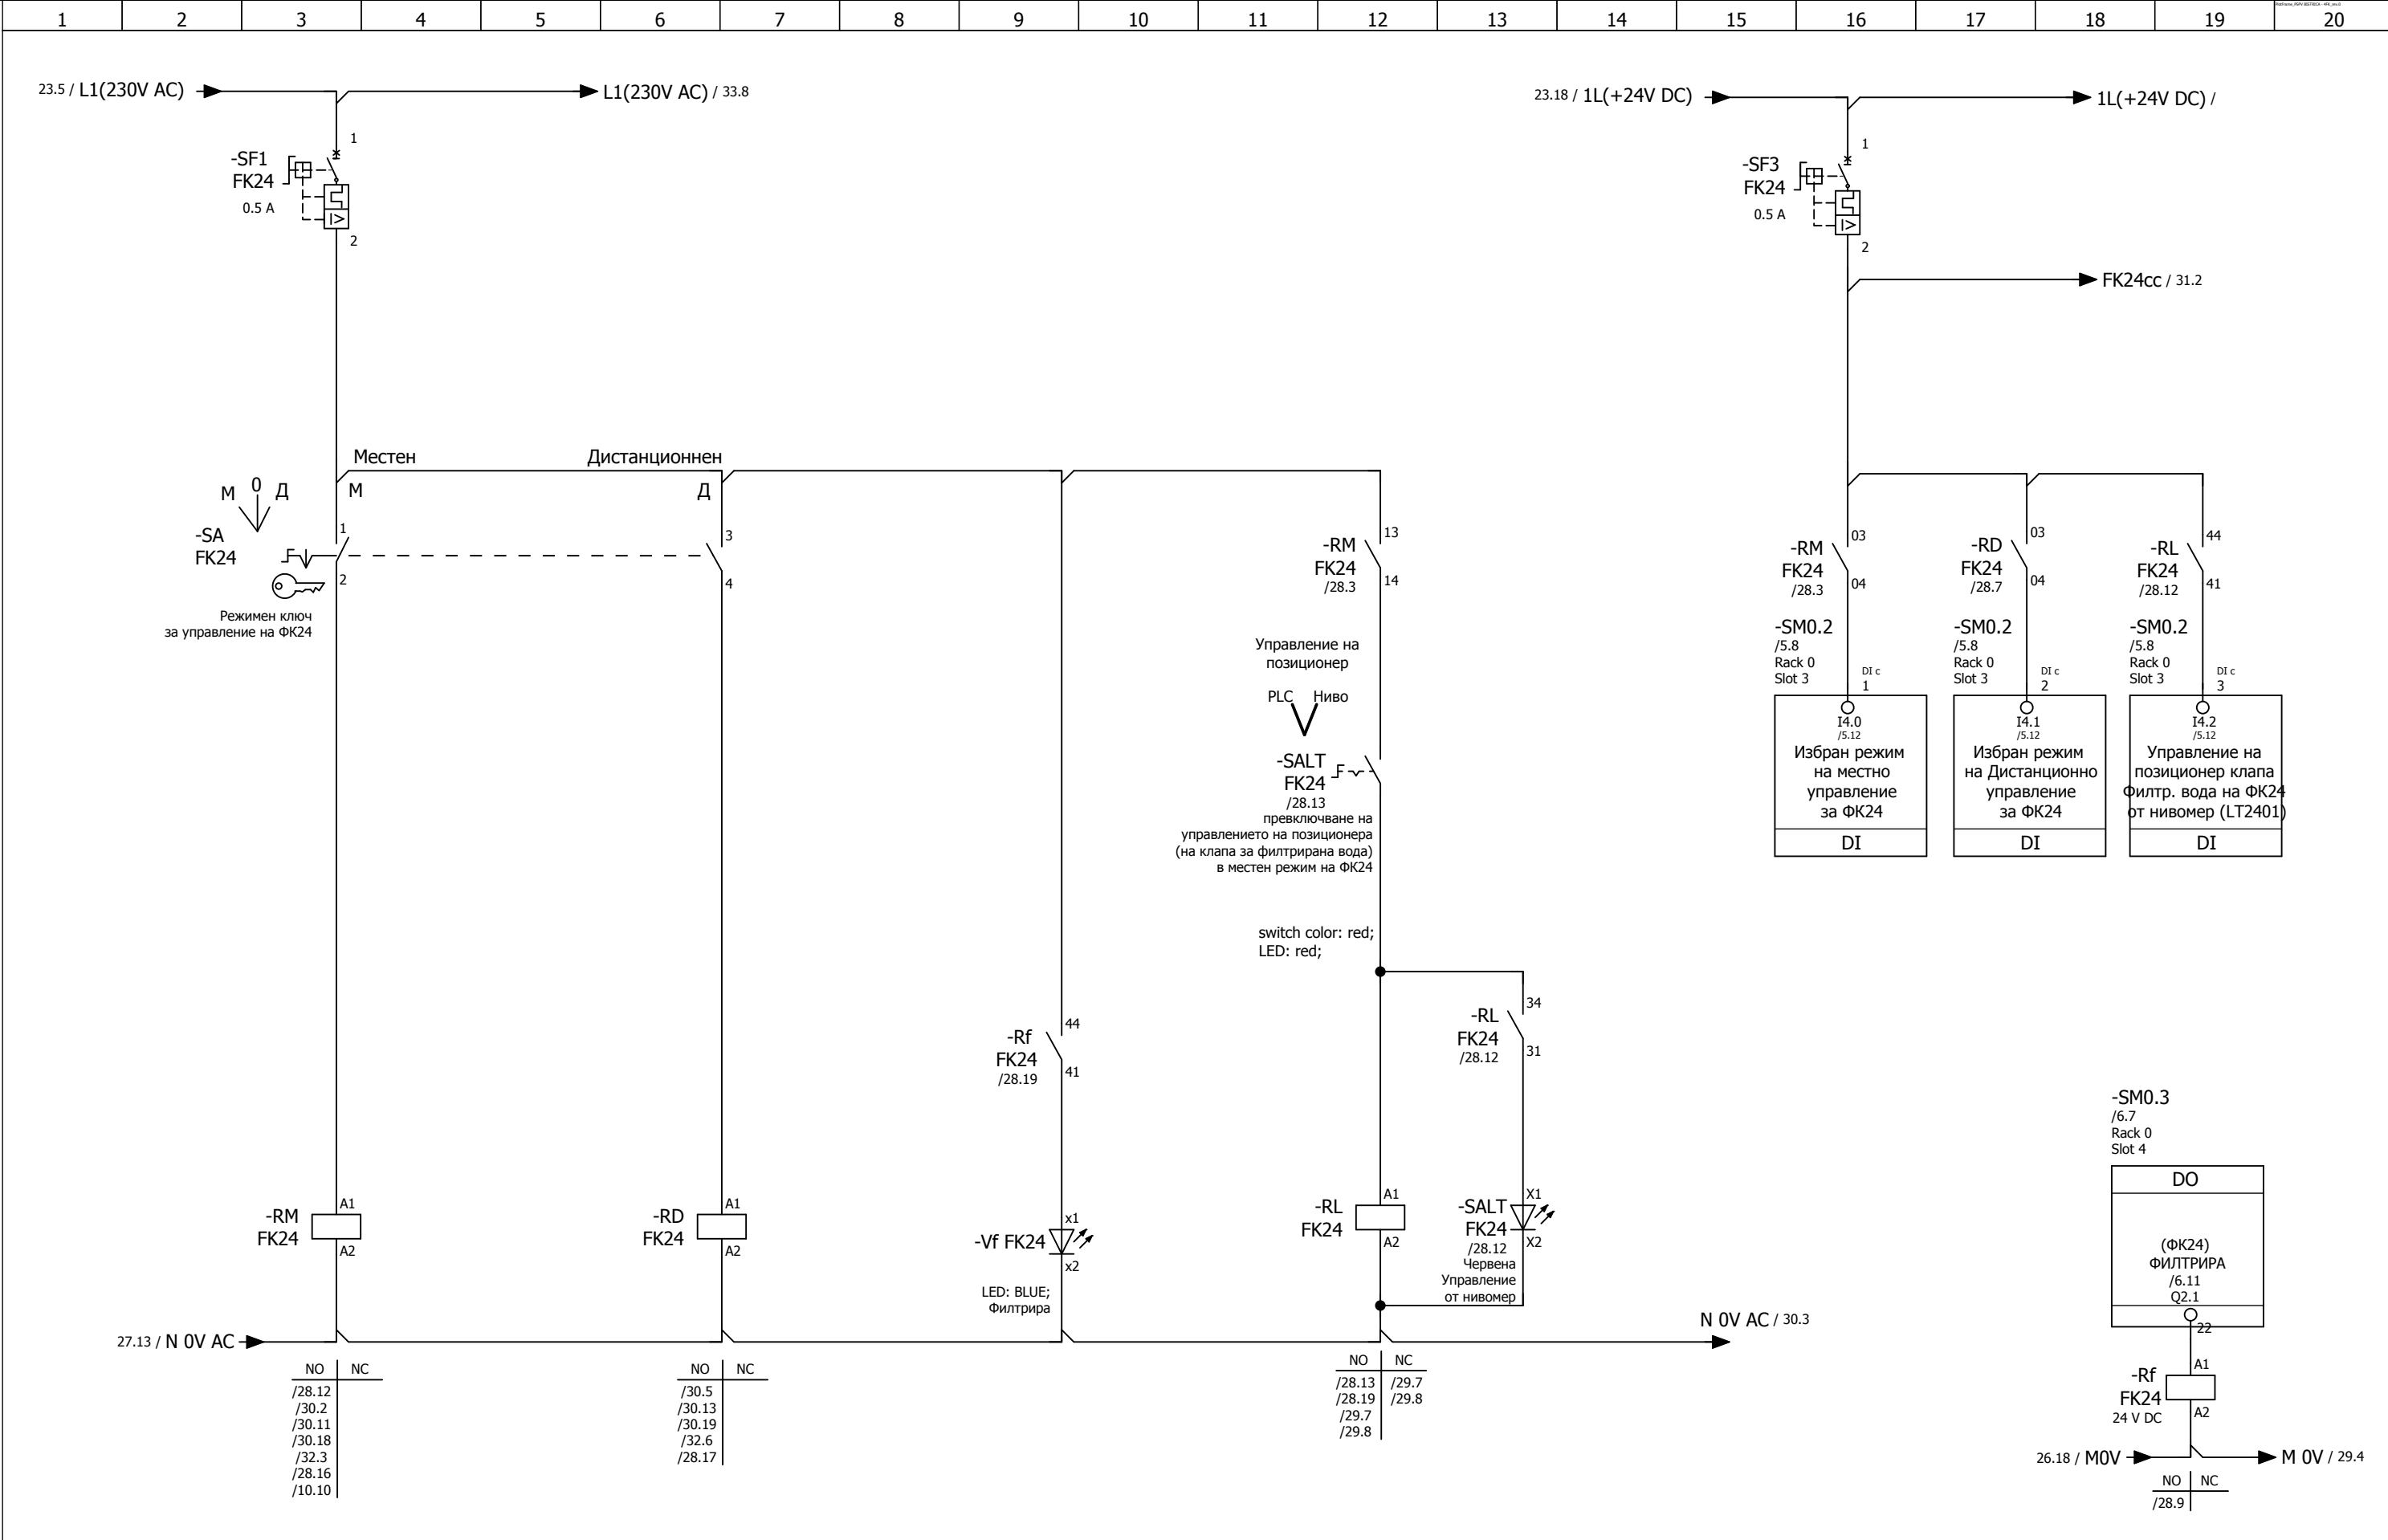 1 2 3 4 5 6 7 8 9 10 11 12 13 14 15 16 17 18 19 20
23.5 / L1(230V AC)
L1(230V AC) / 33.8
23.18 / 1L(+24V DC)
1L(+24V DC) /
1
-SF1
FK24
0.5 A
2
1
-SF3
FK24
0.5 A
2
FK24cc / 31.2
Местен
Дистанционнен
М 0 Д
М
Д
-SA
FK24
1
2
3
4
Режимен ключ
за управление на ФК24
-RM
FK24
/28.3
13
14
Управление на
позиционер
PLC Ниво
-SALT
FK24
/28.13
превключване на
управлението на позиционера
(на клапа за филтрирана вода)
в местен режим на ФК24
switch color: red;
LED: red;
-RM
FK24
/28.3
03
04
-RD
FK24
/28.7
03
04
-RL
FK24
/28.12
44
41
-SM0.2
/5.8
Rack 0
Slot 3
DI c
1
-SM0.2
/5.8
Rack 0
Slot 3
DI c
2
-SM0.2
/5.8
Rack 0
Slot 3
DI c
3
I4.0
/5.12
Избран режим
на местно
управление
за ФК24
DI
I4.1
/5.12
Избран режим
на Дистанционно
управление
за ФК24
DI
I4.2
/5.12
Управление на
позиционер клапа
Филтр. вода на ФК24
от нивомер (LT2401)
DI
-Rf
FK24
/28.19
44
41
-RL
FK24
/28.12
34
31
-RM
FK24
A1
A2
-RD
FK24
A1
A2
-Vf FK24
x1
x2
LED: BLUE;
Филтрира
-RL
FK24
A1
A2
-SALT
FK24
/28.12
Червена
Управление
от нивомер
X1
X2
-SM0.3
/6.7
Rack 0
Slot 4
DO
(ФК24)
ФИЛТРИРА
/6.11
Q2.1
22
27.13 / N 0V AC
N 0V AC / 30.3
NO NC
/28.12
/30.2
/30.11
/30.18
/32.3
/28.16
/10.10
NO NC
/30.5
/30.13
/30.19
/32.6
/28.17
NO NC
/28.13 /29.7
/28.19 /29.8
/29.7
/29.8
-Rf
FK24
24 V DC
A1
A2
26.18 / M0V
M 0V / 29.4
NO NC
/28.9